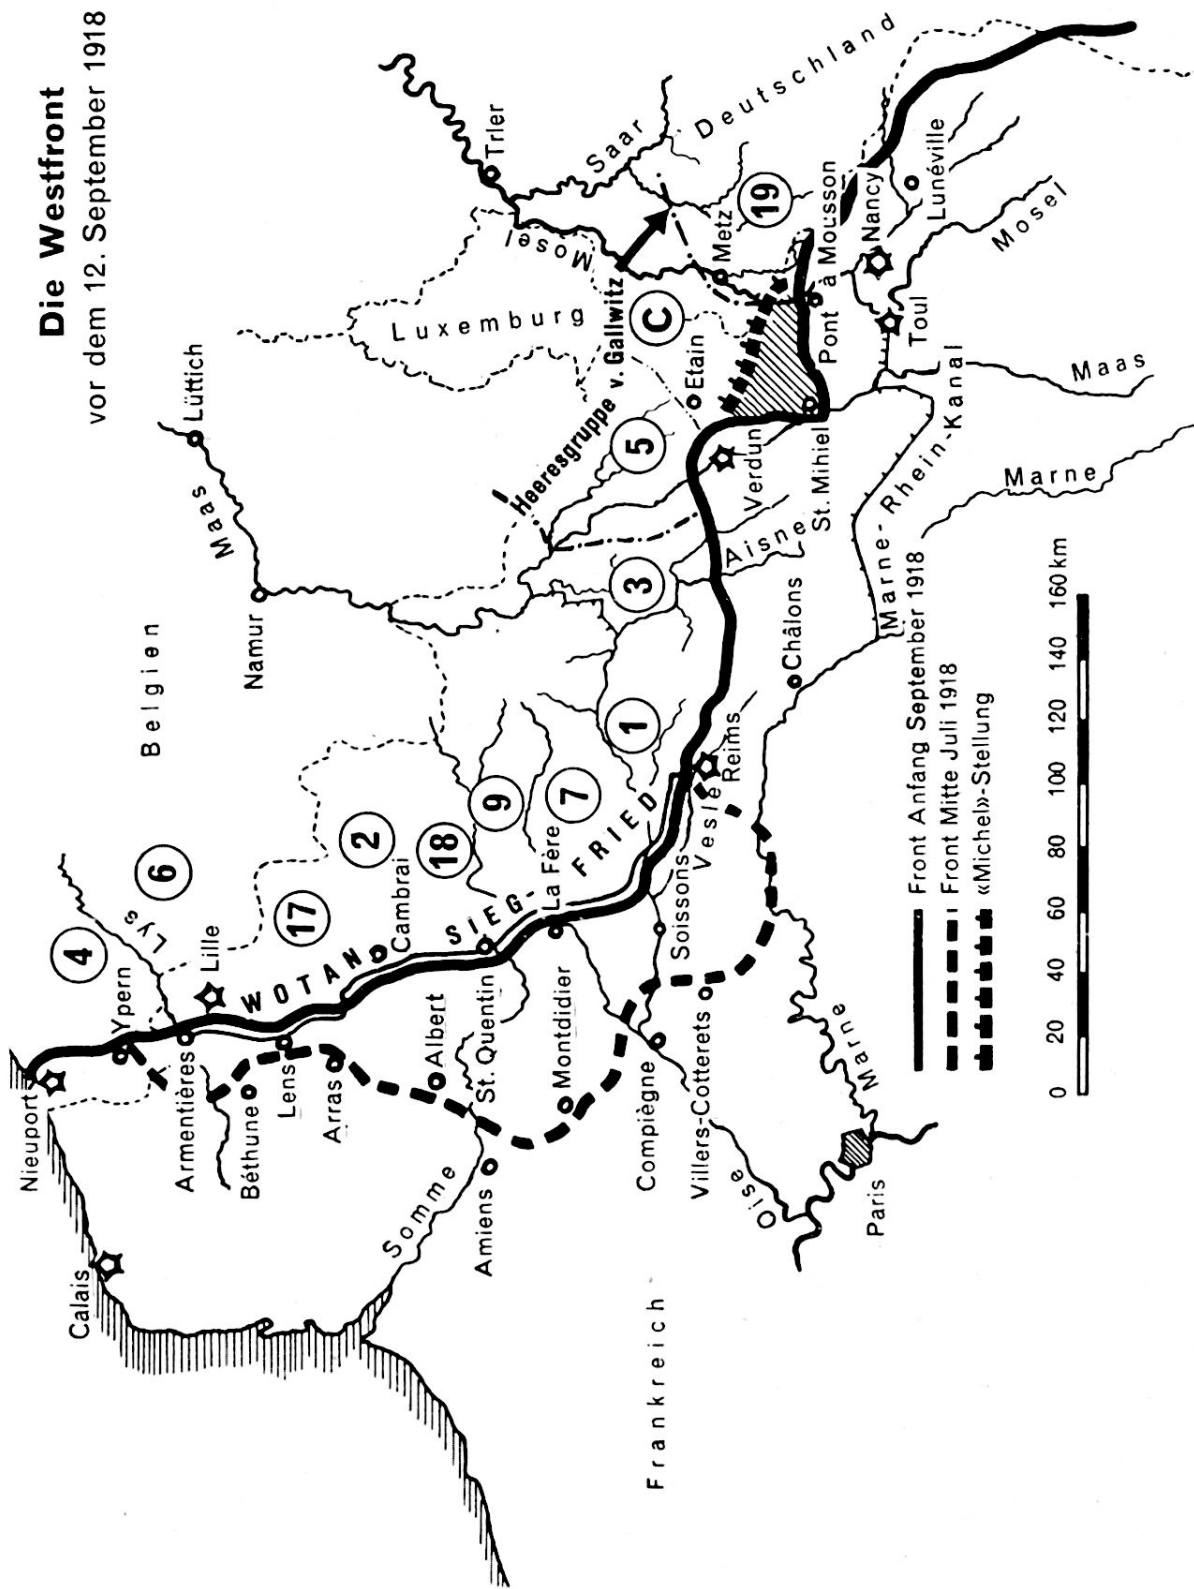 Die Westfront
vor dem 12. September 1918
Nieuport
Calais
Ypern
4
Lys
6
Belgien
Maas
Lüttich
Namur
Armentières
Lille
Béthune
Lens
17
WOTAN
Arras
2
Cambrai
Luxemburg
Mosel
Trier
Somme
Albert
18
SIEG-
9
Heeresgruppe v. Gallwitz
Saar
Amiens
St. Quentin
La Fère
7
FRIED
Deutschland
Montdidier
1
3
5
C
Etain
Metz
19
Frankreich
Compiègne
Soissons
Villers-Cotterets
Vesle
Reims
Aisne
Verdun
St. Mihiel
Pont à Mousson
Nancy
Lunéville
Oise
Marne
Châlons
Toul
Mosel
Paris
Marne-Rhein-Kanal
Marne
Maas
Front Anfang September 1918
Front Mitte Juli 1918
«Michel»-Stellung
0 20 40 60 80 100 120 140 160 km